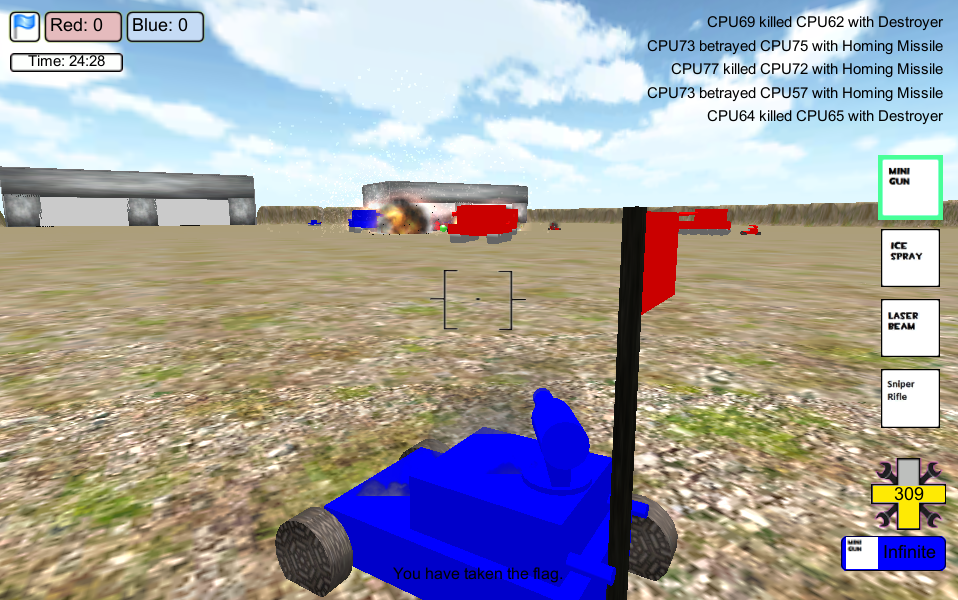 Red: 0
Blue: 0
Time: 24:28
CPU69 killed CPU62 with Destroyer
CPU73 betrayed CPU75 with Homing Missile
CPU77 killed CPU72 with Homing Missile
CPU73 betrayed CPU57 with Homing Missile
CPU64 killed CPU65 with Destroyer
MINI
GUN
ICE
SPRAY
LASER
BEAM
Sniper
Rifle
309
MINI
GUN
Infinite
You have taken the flag.